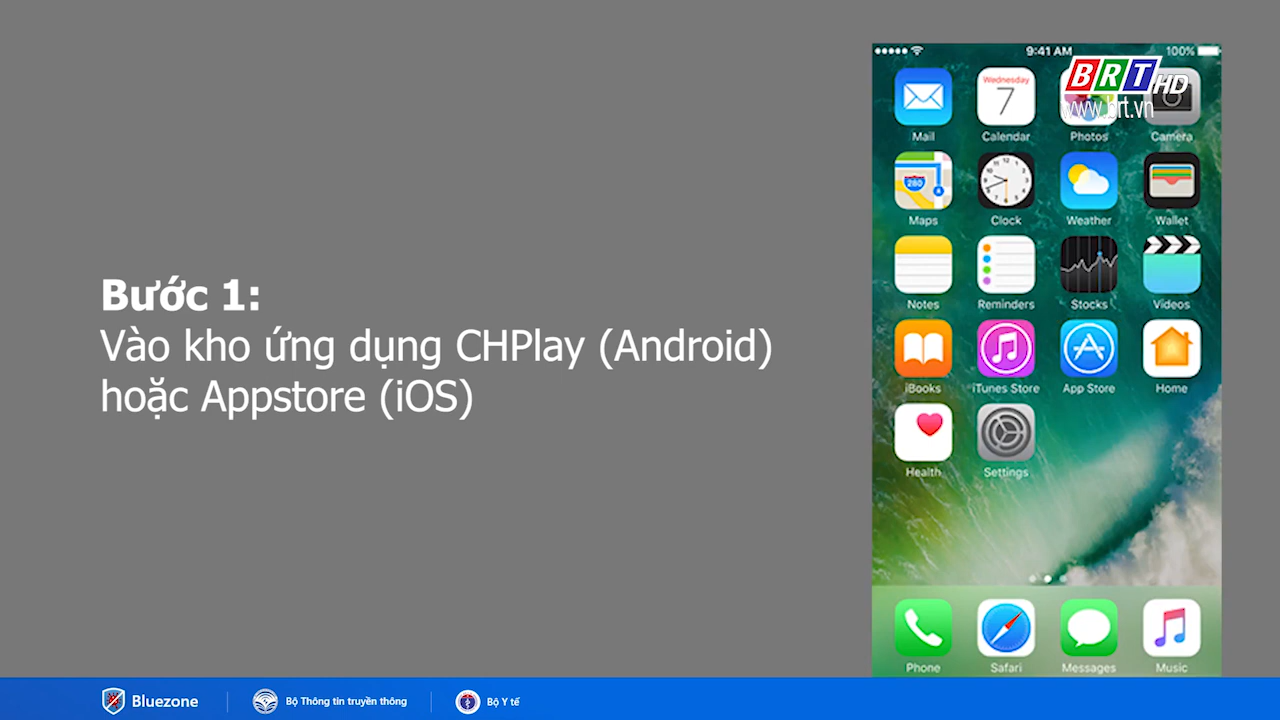 9:41 AM
100%
BRT HD
www.brt.vn
Wednesday
7
Mail
Calendar
Photos
Camera
280
Maps
Clock
Weather
Wallet
Notes
Reminders
Stocks
Videos
iBooks
iTunes Store
App Store
Home
Health
Settings
Phone
Safari
Messages
Music
Bước 1:
Vào kho ứng dụng CHPlay (Android)
hoặc Appstore (iOS)
Bluezone
Bộ Thông tin truyền thông
Bộ Y tế